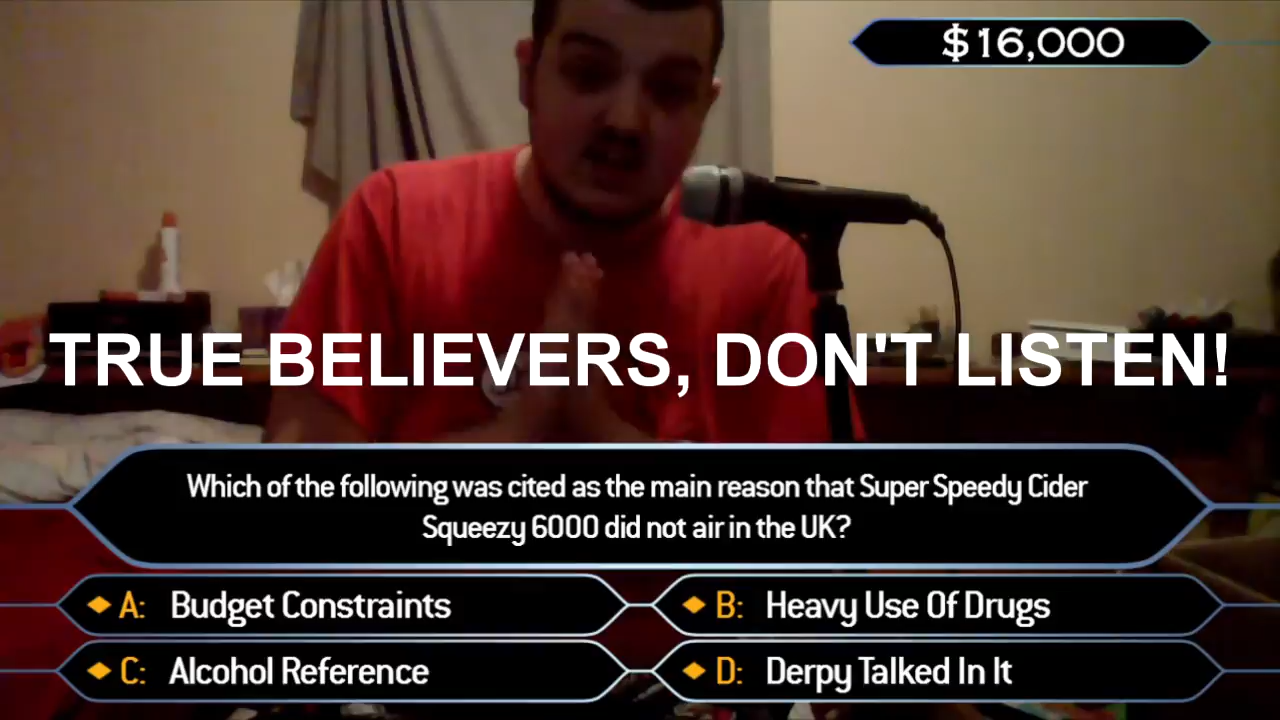 $16,000
TRUE BELIEVERS, DON'T LISTEN!
Which of the following was cited as the main reason that Super Speedy Cider
Squeezy 6000 did not air in the UK?
A: Budget Constraints
B: Heavy Use Of Drugs
C: Alcohol Reference
D: Derpy Talked In It